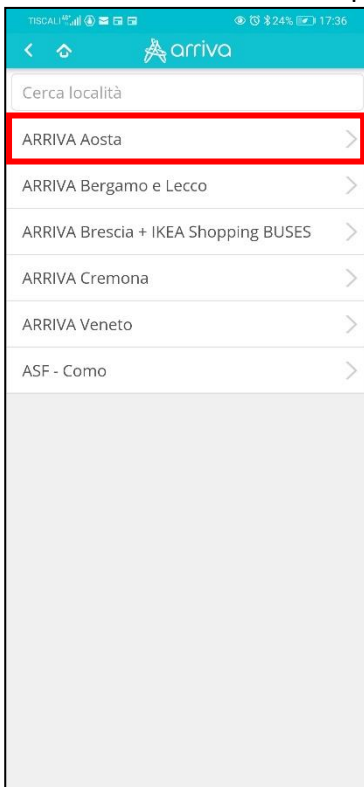 TISCALI 24% 17:36
arriva
Cerca località
ARRIVA Aosta
ARRIVA Bergamo e Lecco
ARRIVA Brescia + IKEA Shopping BUSES
ARRIVA Cremona
ARRIVA Veneto
ASF - Como